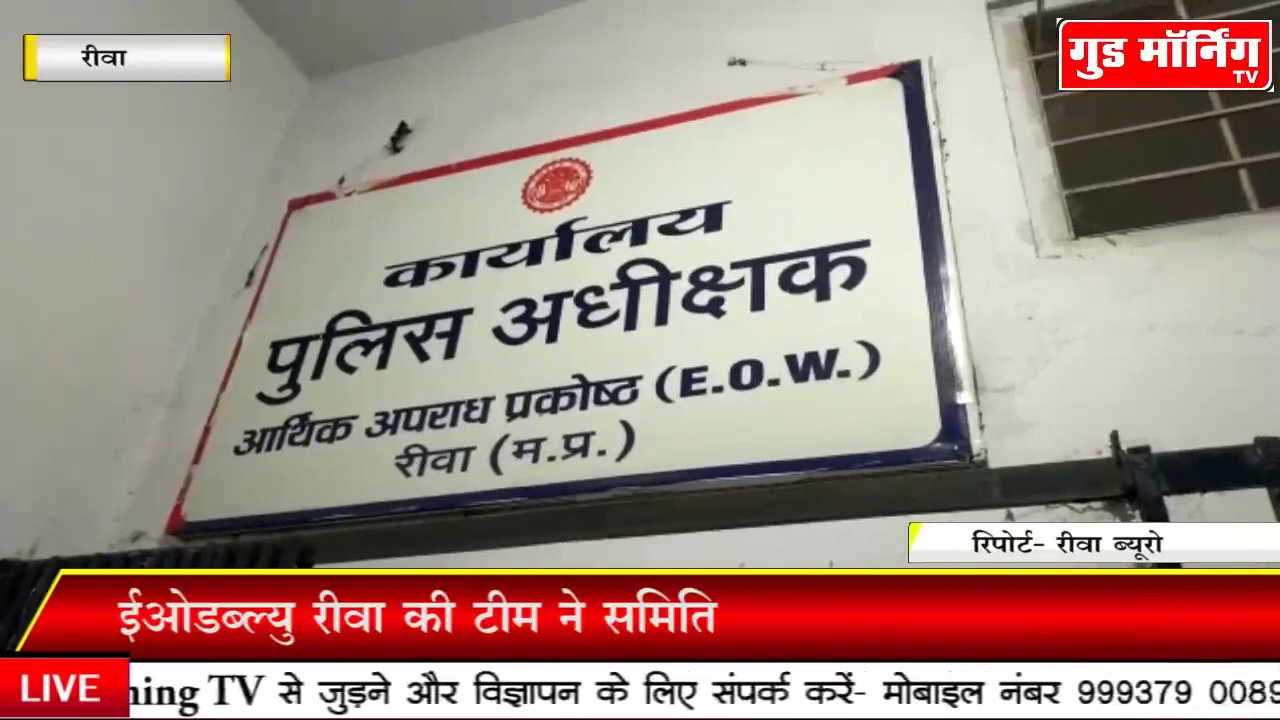 रीवा
गुड मॉर्निंग
TV
कार्यालय
पुलिस अधीक्षक
आर्थिक अपराध प्रकोष्ठ (E.O.W.)
रीवा (म.प्र.)
रिपोर्ट- रीवा ब्यूरो
ईओडब्ल्यु रीवा की टीम ने समिति
LIVE
ning TV से जुड़ने और विज्ञापन के लिए संपर्क करें- मोबाइल नंबर 999379 0089